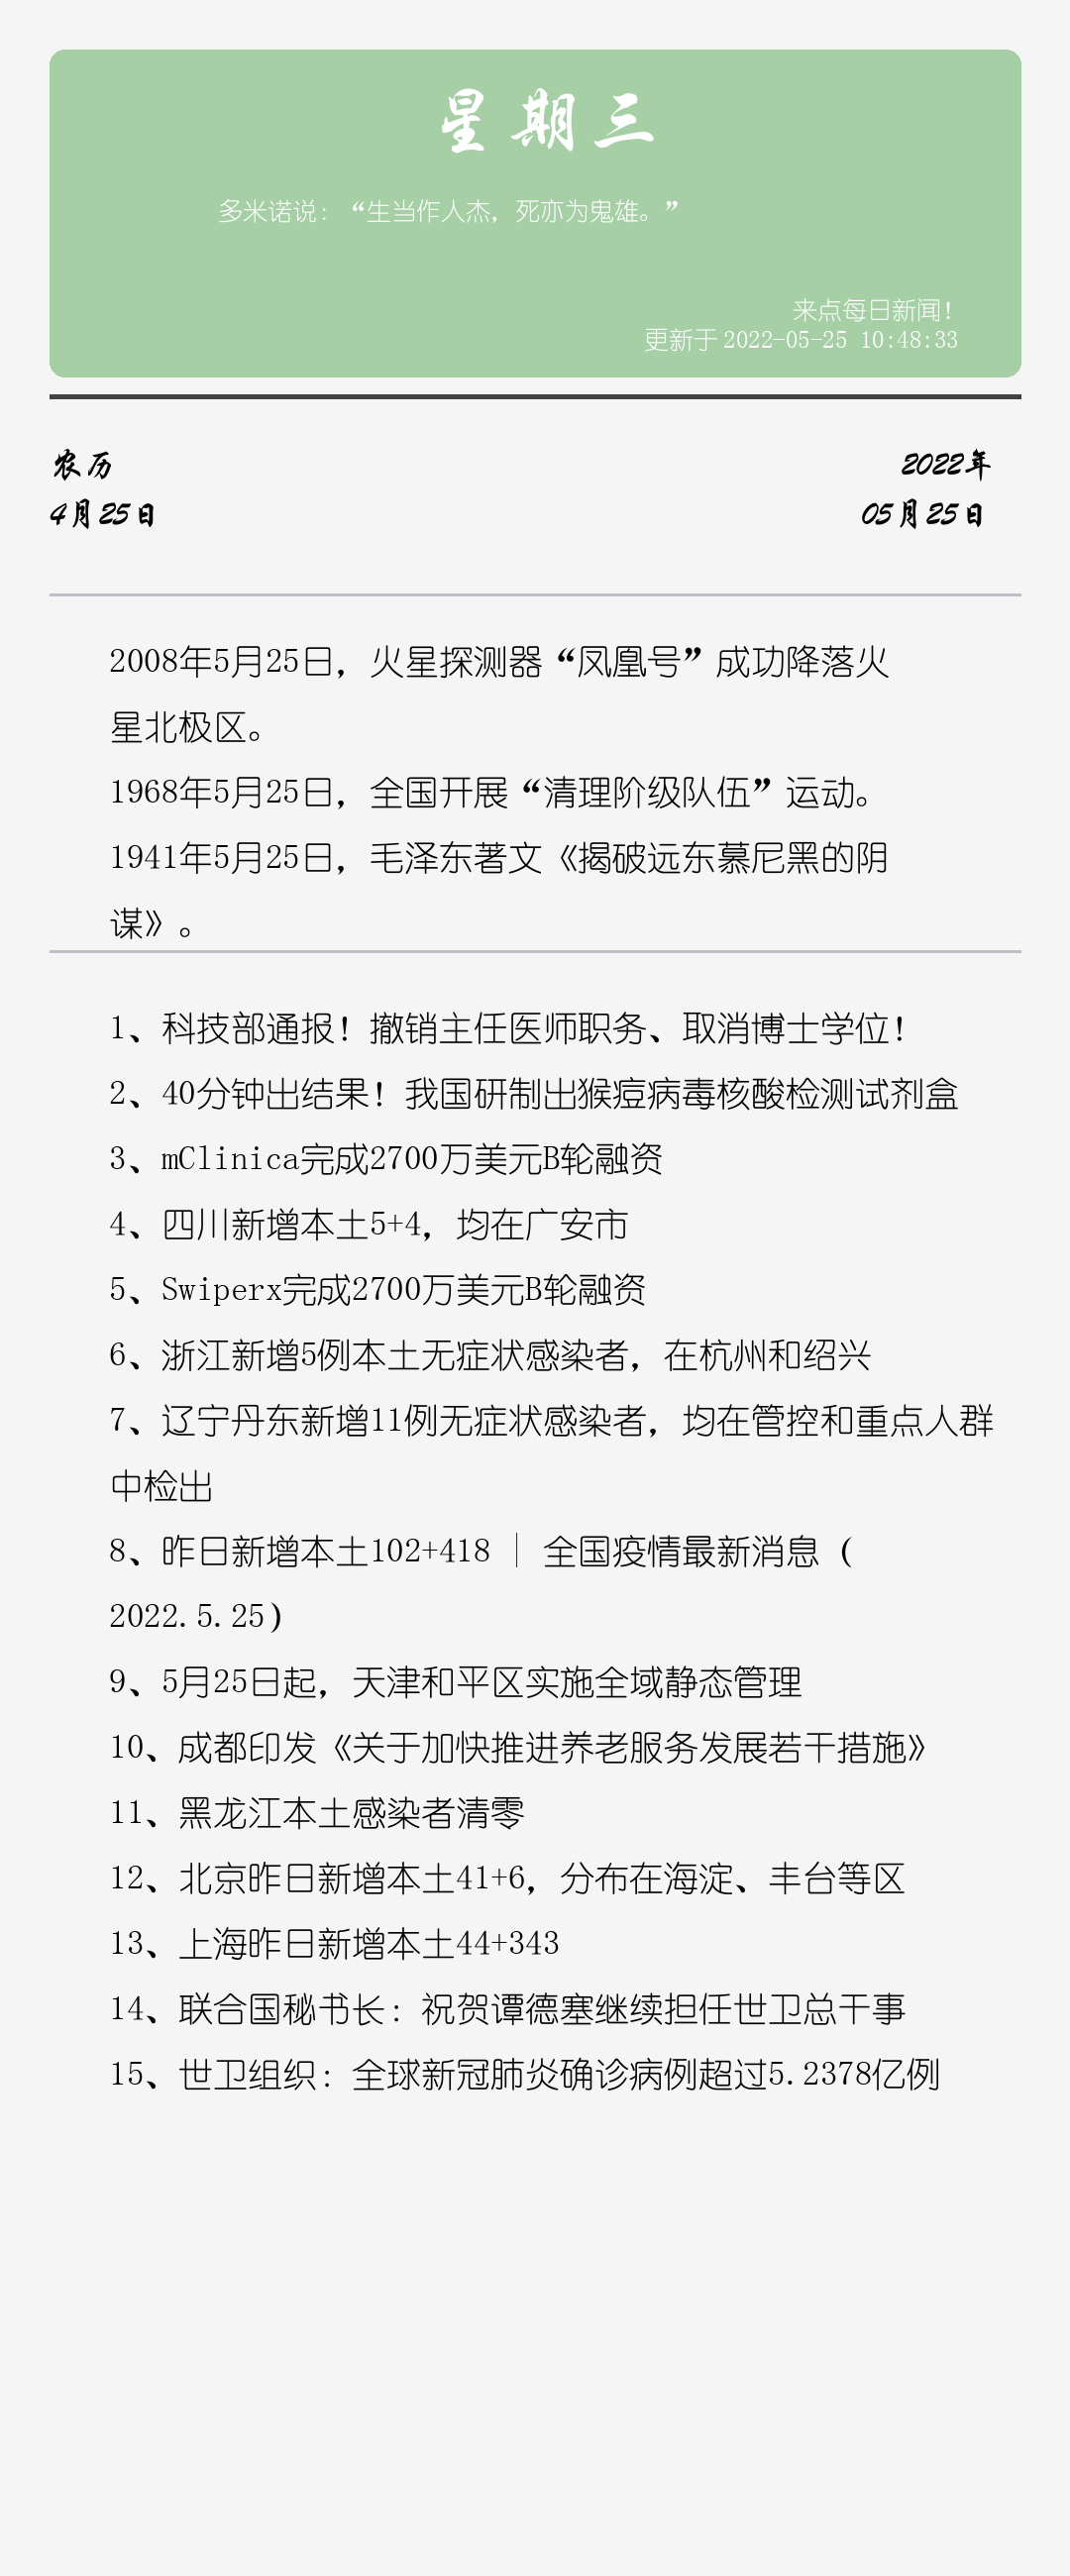 星期三
多米诺说：“生当作人杰，死亦为鬼雄。”
来点每日新闻！
更新于2022-05-25 10:48:33
农历
2022年
4月25日
05月25日
2008年5月25日，火星探测器“凤凰号”成功降落火
星北极区。
1968年5月25日，全国开展“清理阶级队伍”运动。
1941年5月25日，毛泽东著文《揭破远东慕尼黑的阴
谋》。
1、科技部通报！撤销主任医师职务、取消博士学位！
2、40分钟出结果！我国研制出猴痘病毒核酸检测试剂盒
3、mClinica完成2700万美元B轮融资
4、四川新增本土5+4，均在广安市
5、Swiperx完成2700万美元B轮融资
6、浙江新增5例本土无症状感染者，在杭州和绍兴
7、辽宁丹东新增11例无症状感染者，均在管控和重点人群
中检出
8、昨日新增本土102+418 ｜ 全国疫情最新消息（
2022.5.25）
9、5月25日起，天津和平区实施全域静态管理
10、成都印发《关于加快推进养老服务发展若干措施》
11、黑龙江本土感染者清零
12、北京昨日新增本土41+6，分布在海淀、丰台等区
13、上海昨日新增本土44+343
14、联合国秘书长：祝贺谭德塞继续担任世卫总干事
15、世卫组织：全球新冠肺炎确诊病例超过5.2378亿例